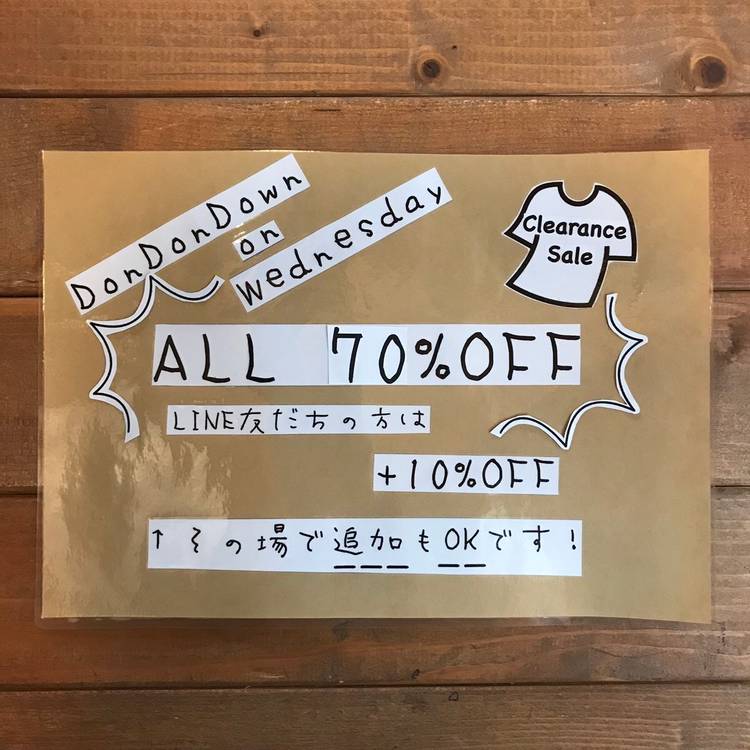 DonDonDown
on
Wednesday
Clearance
Sale
ALL 70%OFF
LINE友だちの方は
+10%OFF
↑その場で追加もOKです!